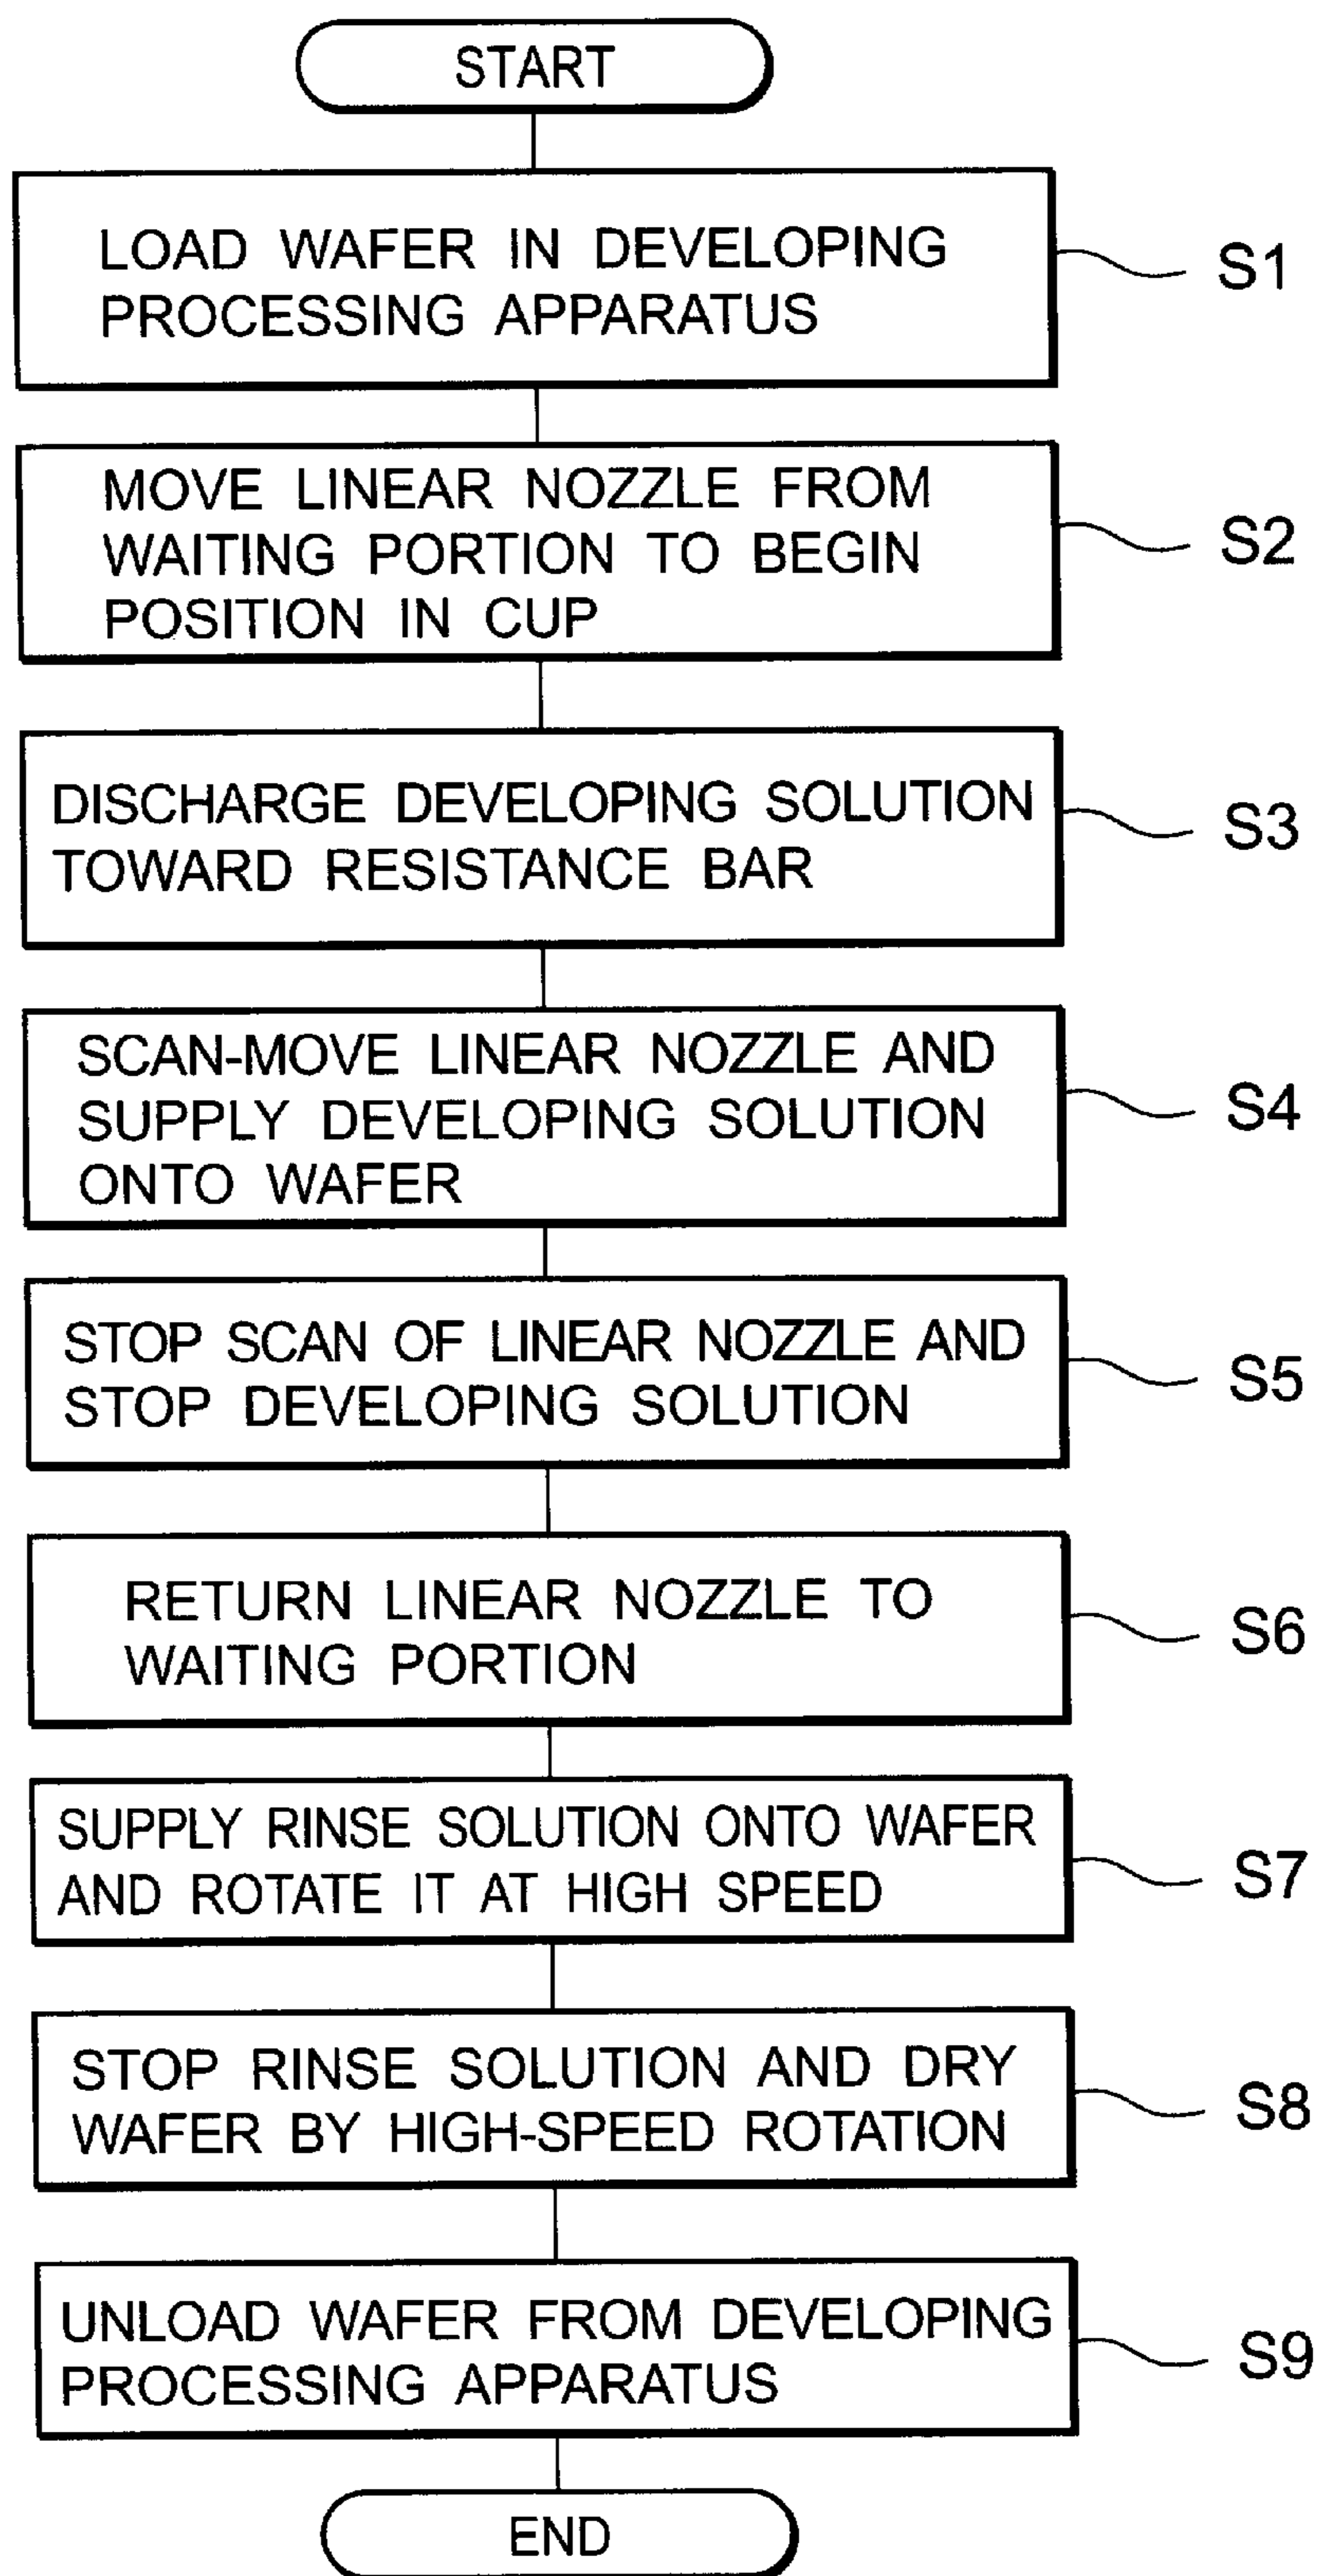 START
LOAD WAFER IN DEVELOPING
PROCESSING APPARATUS
S1
MOVE LINEAR NOZZLE FROM
WAITING PORTION TO BEGIN
POSITION IN CUP
S2
DISCHARGE DEVELOPING SOLUTION
TOWARD RESISTANCE BAR
S3
SCAN-MOVE LINEAR NOZZLE AND
SUPPLY DEVELOPING SOLUTION
ONTO WAFER
S4
STOP SCAN OF LINEAR NOZZLE AND
STOP DEVELOPING SOLUTION
S5
RETURN LINEAR NOZZLE TO
WAITING PORTION
S6
SUPPLY RINSE SOLUTION ONTO WAFER
AND ROTATE IT AT HIGH SPEED
S7
STOP RINSE SOLUTION AND DRY
WAFER BY HIGH-SPEED ROTATION
S8
UNLOAD WAFER FROM DEVELOPING
PROCESSING APPARATUS
S9
END